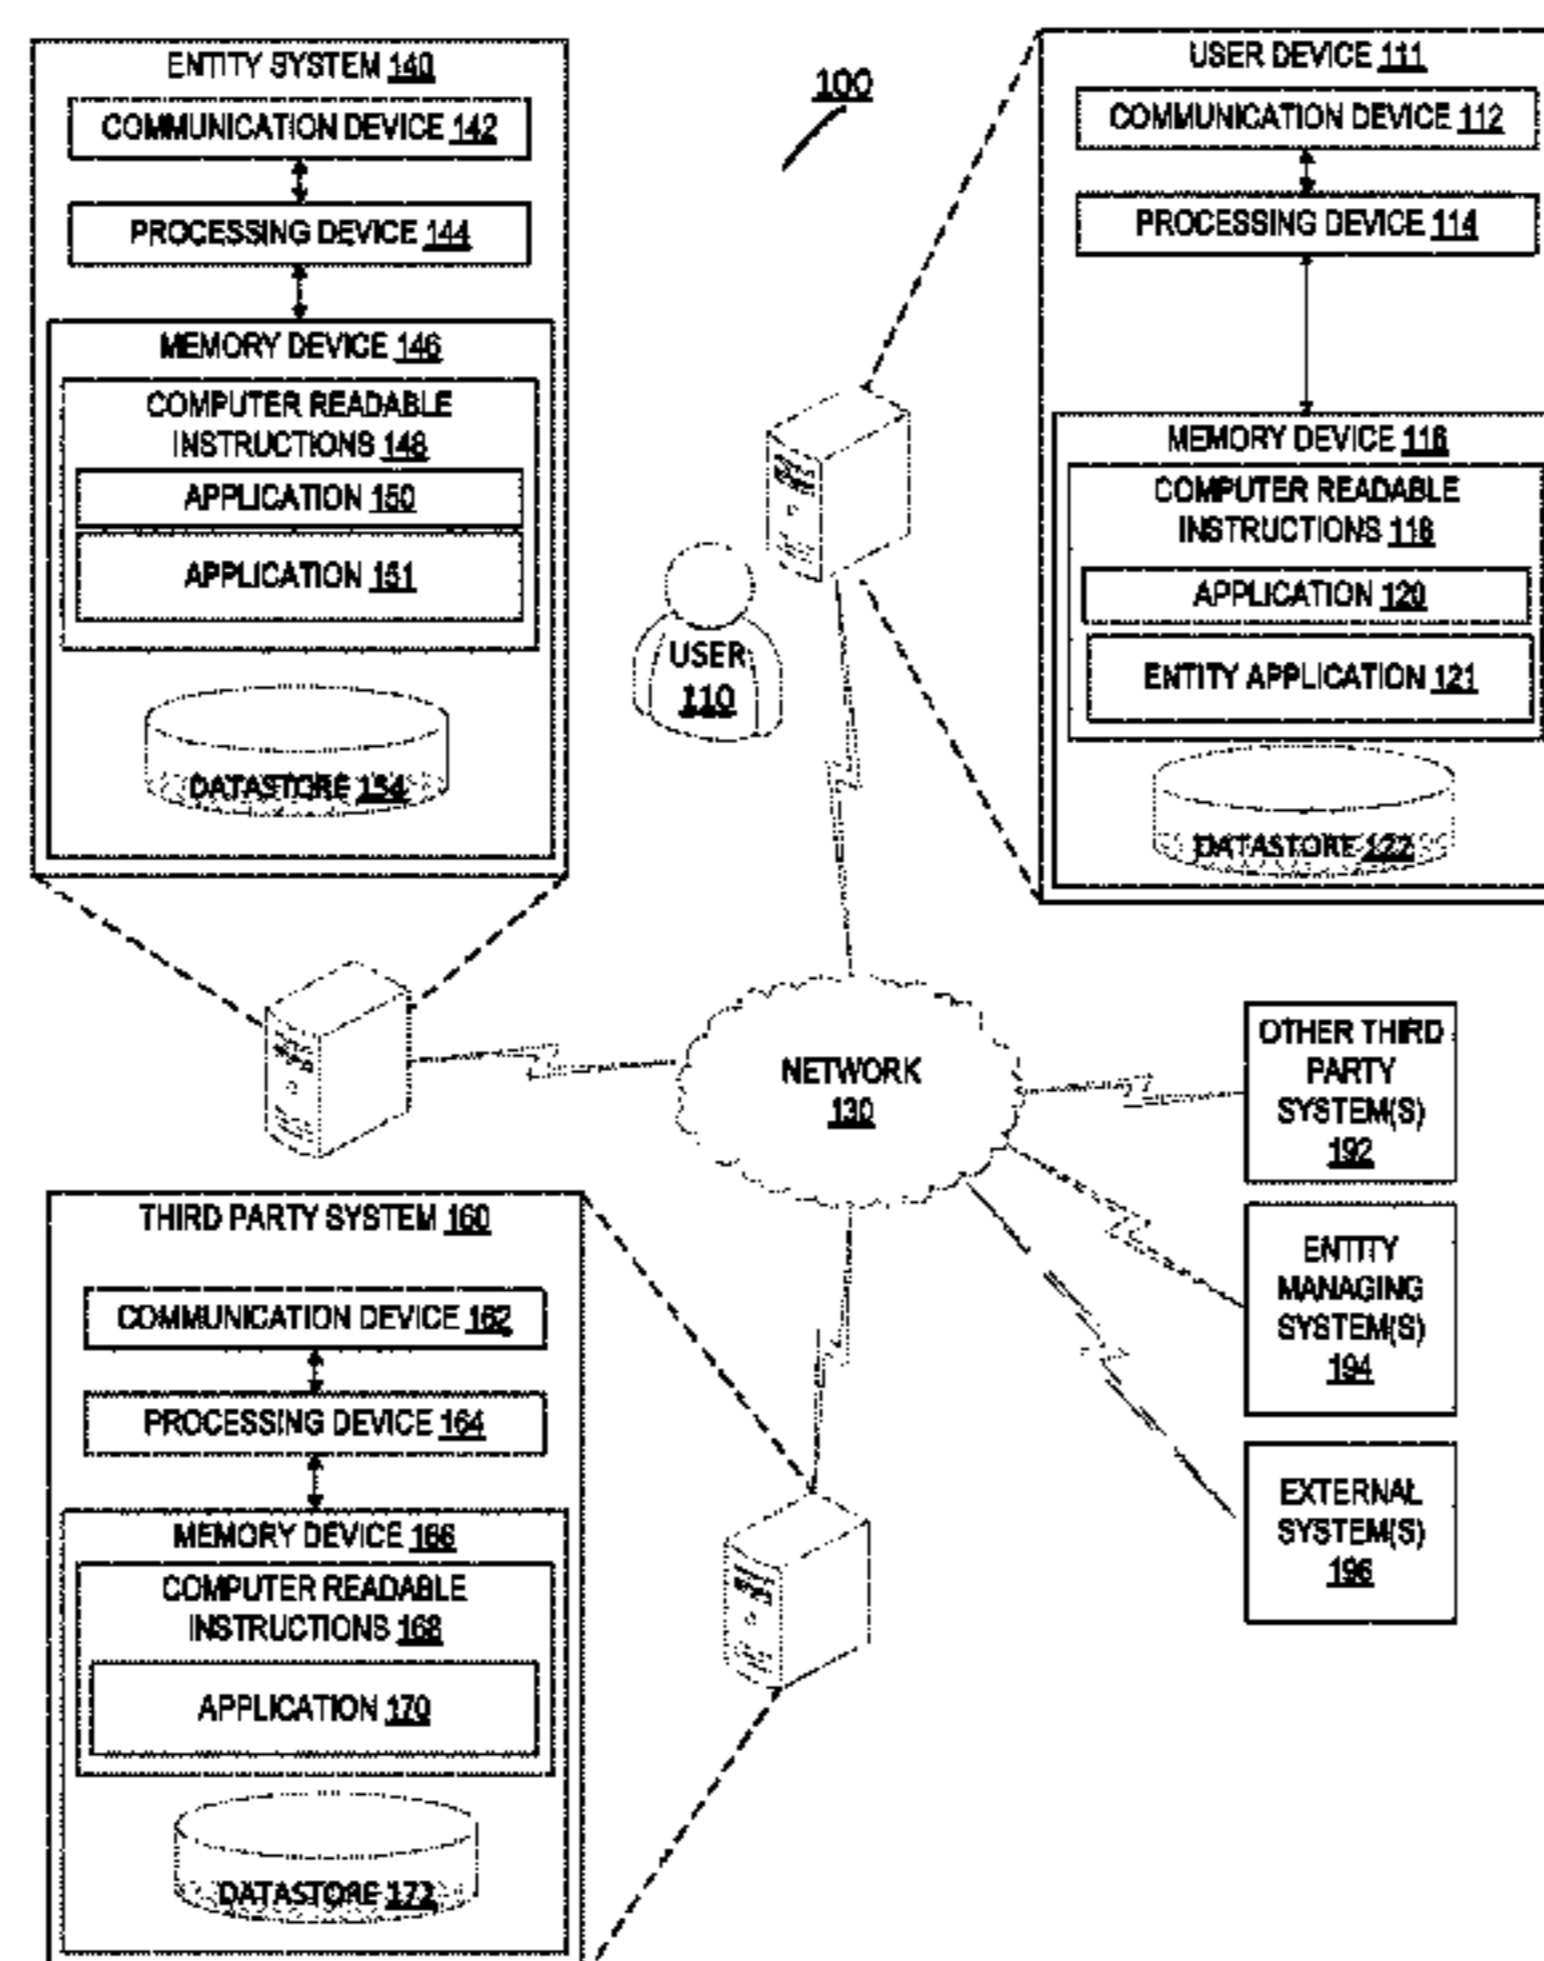 ENTITY SYSTEM 140
COMMUNICATION DEVICE 142
PROCESSING DEVICE 144
MEMORY DEVICE 146
COMPUTER READABLE
INSTRUCTIONS 148
APPLICATION 150
APPLICATION 151
DATASTORE 154
100
USER
110
USER DEVICE 111
COMMUNICATION DEVICE 112
PROCESSING DEVICE 114
MEMORY DEVICE 116
COMPUTER READABLE
INSTRUCTIONS 118
APPLICATION 120
ENTITY APPLICATION 121
DATASTORE 122
NETWORK
130
OTHER THIRD
PARTY
SYSTEM(S)
192
ENTITY
MANAGING
SYSTEM(S)
194
EXTERNAL
SYSTEM(S)
196
THIRD PARTY SYSTEM 160
COMMUNICATION DEVICE 162
PROCESSING DEVICE 164
MEMORY DEVICE 166
COMPUTER READABLE
INSTRUCTIONS 168
APPLICATION 170
DATASTORE 172